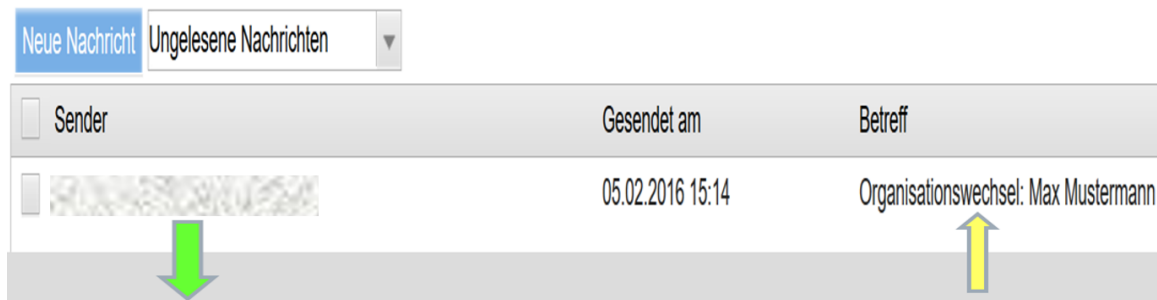 Neue Nachricht Ungelesene Nachrichten
Sender Gesendet am Betreff
05.02.2016 15:14 Organisationswechsel: Max Mustermann